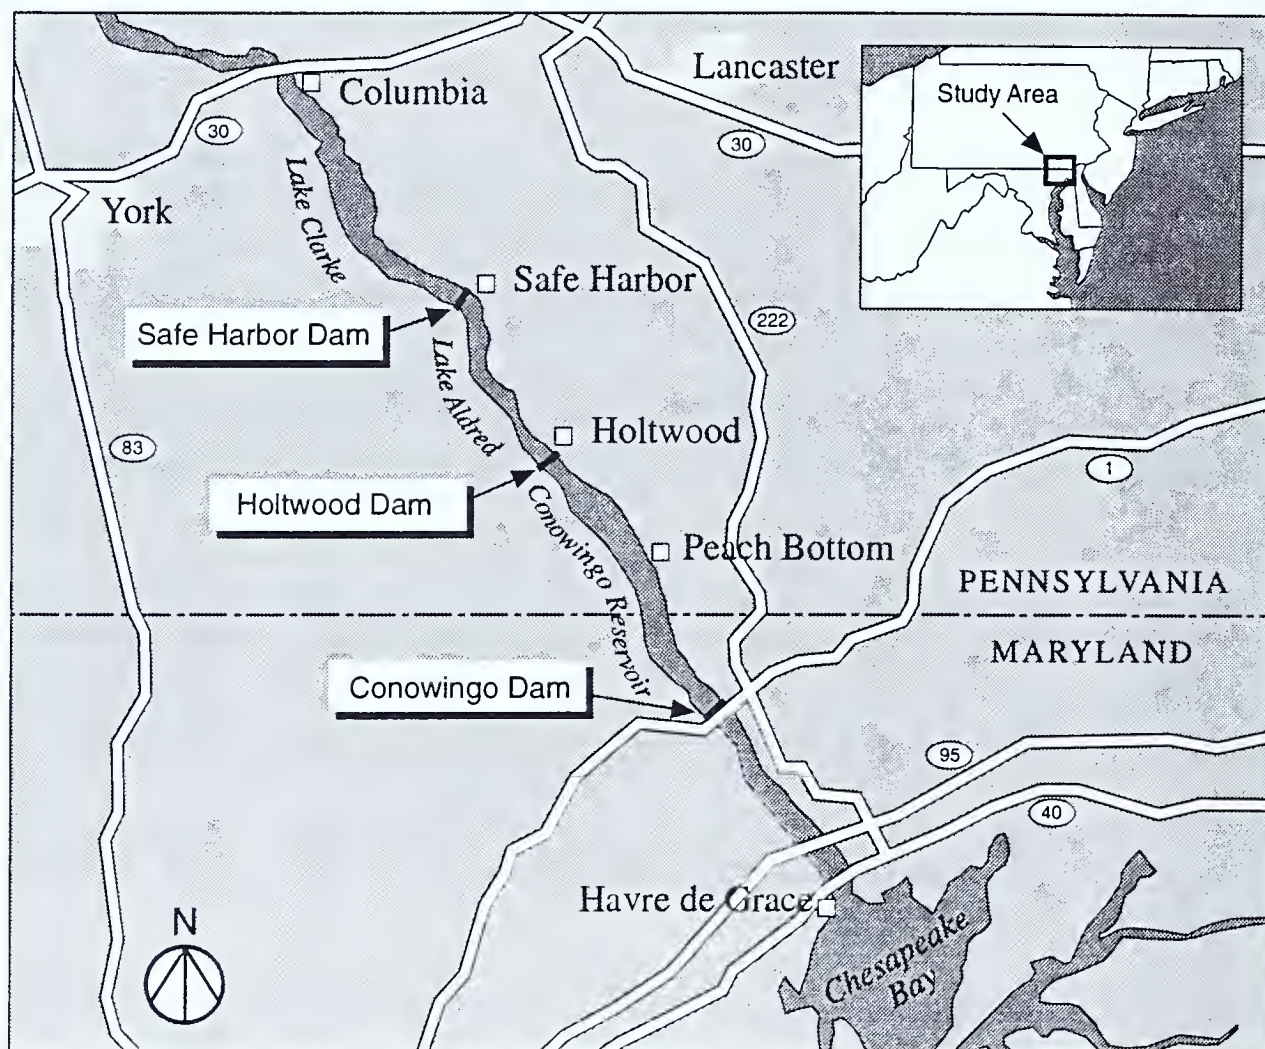 Lancaster
Study Area
Columbia
30
30
Lake Clarke
York
Safe Harbor
Safe Harbor Dam
222
Lake Aldred
Holtwood
83
1
Holtwood Dam
Conowingo Reservoir
Peach Bottom
PENNSYLVANIA
MARYLAND
Conowingo Dam
95
40
Havre de Grace
N
Chesapeake
Bay